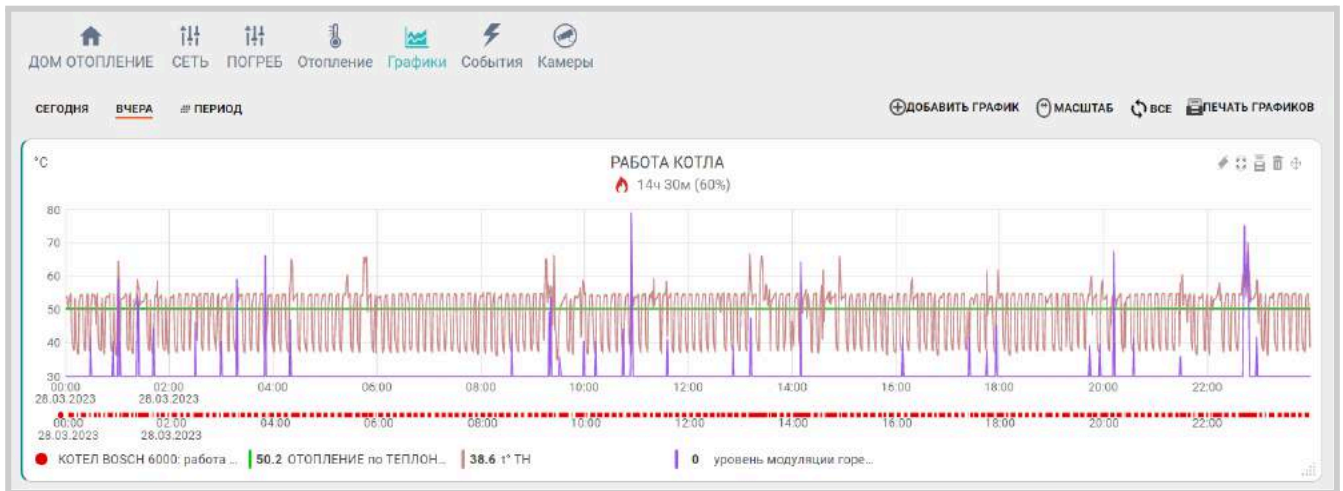 ДОМ ОТОПЛЕНИЕ СЕТЬ ПОГРЕБ Отопление Графики События Камеры
СЕГОДНЯ ВЧЕРА ПЕРИОД ДОБАВИТЬ ГРАФИК МАСШТАБ ВСЕ ПЕЧАТЬ ГРАФИКОВ
°C РАБОТА КОТЛА
14ч 30м (60%)
80
70
60
50
40
30
00:00 02:00 04:00 06:00 08:00 10:00 12:00 14:00 16:00 18:00 20:00 22:00
28.03.2023 28.03.2023
00:00 02:00 04:00 06:00 08:00 10:00 12:00 14:00 16:00 18:00 20:00 22:00
28.03.2023 28.03.2023
КОТЕЛ BOSCH 6000: работа ... 50.2 ОТОПЛЕНИЕ по ТЕПЛОН... 38.6 t° TH 0 уровень модуляции горе...